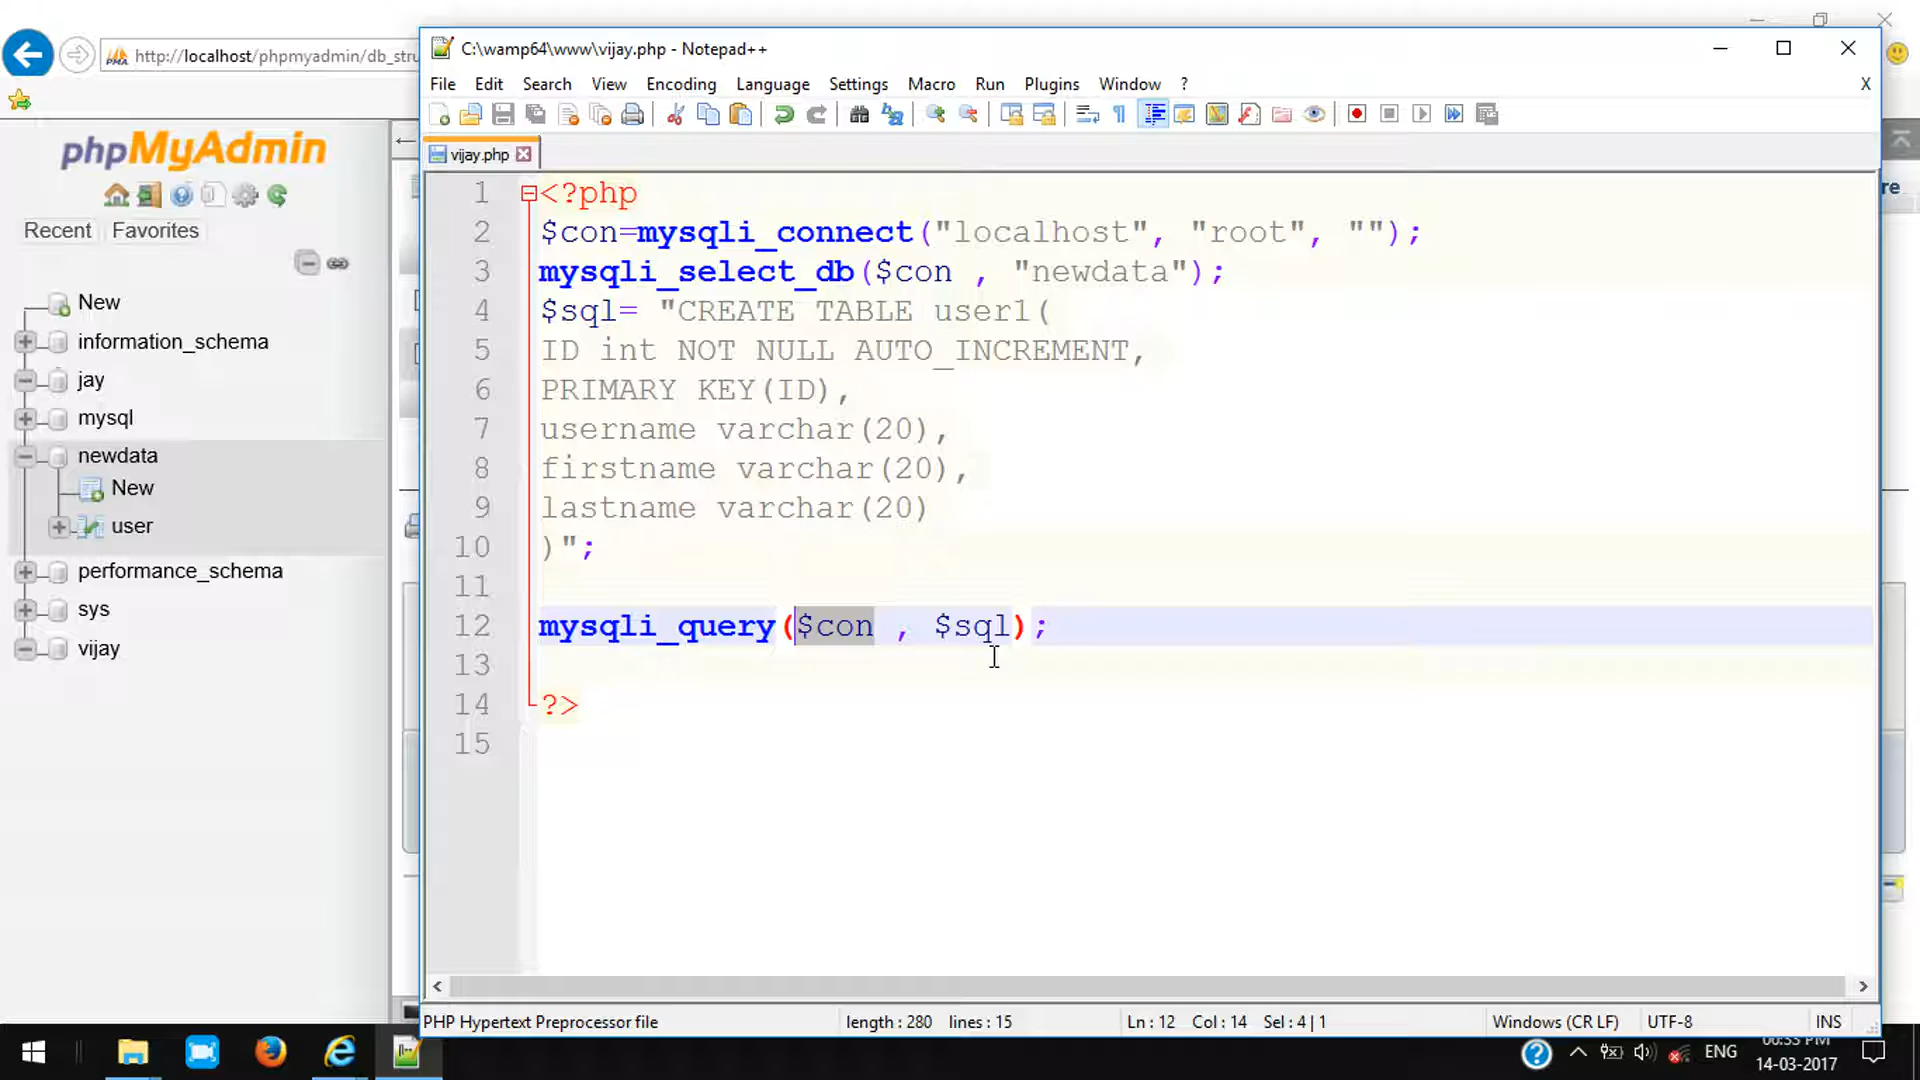 C:\wamp64\www\vijay.php - Notepad++
http://localhost/phpmyadmin/db_stru
File Edit Search View Encoding Language Settings Macro Run Plugins Window ? X
phpMyAdmin
Recent Favorites
New
information_schema
jay
mysql
newdata
New
user
performance_schema
sys
vijay
vijay.php
1 <?php
2 $con=mysqli_connect("localhost", "root", "");
3 mysqli_select_db($con , "newdata");
4 $sql= "CREATE TABLE user1(
5 ID int NOT NULL AUTO_INCREMENT,
6 PRIMARY KEY(ID),
7 username varchar(20),
8 firstname varchar(20),
9 lastname varchar(20)
10 )";
11
12 mysqli_query($con , $sql);
13
14 ?>
15
re
PHP Hypertext Preprocessor file length : 280 lines : 15 Ln : 12 Col : 14 Sel : 4 | 1 Windows (CR LF) UTF-8 INS
ENG
14-03-2017